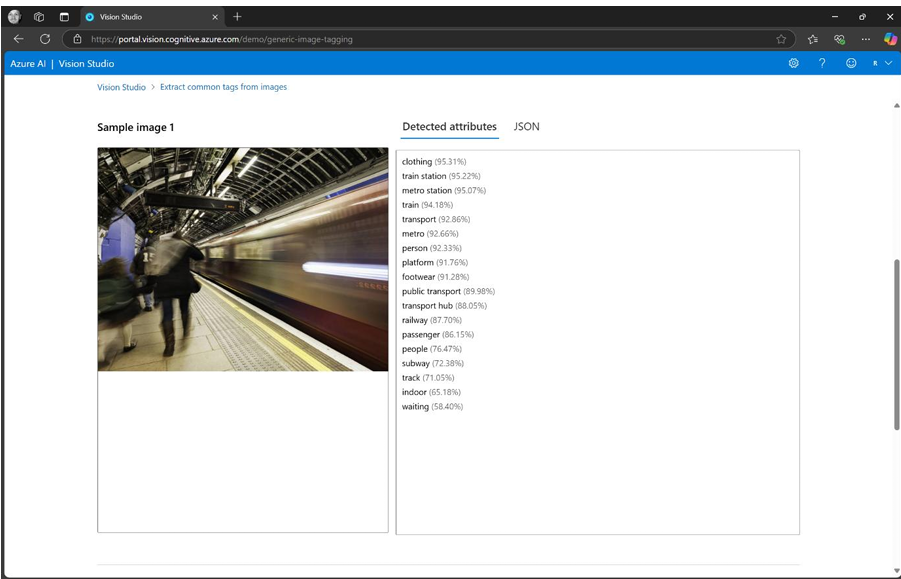 Vision Studio
https://portal.vision.cognitive.azure.com/demo/generic-image-tagging
Azure AI | Vision Studio
R
Vision Studio > Extract common tags from images
Sample image 1
Detected attributes JSON
clothing (95.31%)
train station (95.22%)
metro station (95.07%)
train (94.18%)
transport (92.86%)
metro (92.66%)
person (92.33%)
platform (91.76%)
footwear (91.28%)
public transport (89.98%)
transport hub (88.05%)
railway (87.70%)
passenger (86.15%)
people (76.47%)
subway (72.38%)
track (71.05%)
indoor (65.18%)
waiting (58.40%)